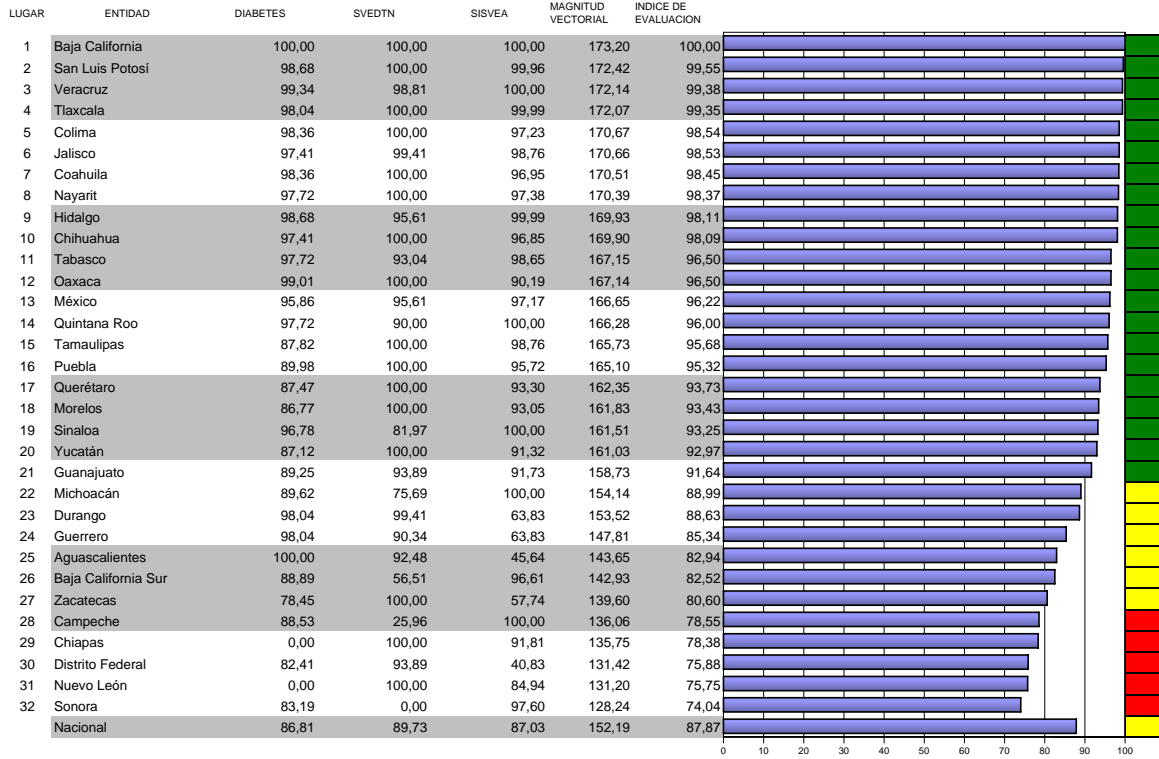 LUGAR ENTIDAD DIABETES SVEDTN SISVEA MAGNITUD VECTORIAL INDICE DE EVALUACION
1 Baja California 100,00 100,00 100,00 173,20 100,00
2 San Luis Potosí 98,68 100,00 99,96 172,42 99,55
3 Veracruz 99,34 98,81 100,00 172,14 99,38
4 Tlaxcala 98,04 100,00 99,99 172,07 99,35
5 Colima 98,36 100,00 97,23 170,67 98,54
6 Jalisco 97,41 99,41 98,76 170,66 98,53
7 Coahuila 98,36 100,00 96,95 170,51 98,45
8 Nayarit 97,72 100,00 97,38 170,39 98,37
9 Hidalgo 98,68 95,61 99,99 169,93 98,11
10 Chihuahua 97,41 100,00 96,85 169,90 98,09
11 Tabasco 97,72 93,04 98,65 167,15 96,50
12 Oaxaca 99,01 100,00 90,19 167,14 96,50
13 México 95,86 95,61 97,17 166,65 96,22
14 Quintana Roo 97,72 90,00 100,00 166,28 96,00
15 Tamaulipas 87,82 100,00 98,76 165,73 95,68
16 Puebla 89,98 100,00 95,72 165,10 95,32
17 Querétaro 87,47 100,00 93,30 162,35 93,73
18 Morelos 86,77 100,00 93,05 161,83 93,43
19 Sinaloa 96,78 81,97 100,00 161,51 93,25
20 Yucatán 87,12 100,00 91,32 161,03 92,97
21 Guanajuato 89,25 93,89 91,73 158,73 91,64
22 Michoacán 89,62 75,69 100,00 154,14 88,99
23 Durango 98,04 99,41 63,83 153,52 88,63
24 Guerrero 98,04 90,34 63,83 147,81 85,34
25 Aguascalientes 100,00 92,48 45,64 143,65 82,94
26 Baja California Sur 88,89 56,51 96,61 142,93 82,52
27 Zacatecas 78,45 100,00 57,74 139,60 80,60
28 Campeche 88,53 25,96 100,00 136,06 78,55
29 Chiapas 0,00 100,00 91,81 135,75 78,38
30 Distrito Federal 82,41 93,89 40,83 131,42 75,88
31 Nuevo León 0,00 100,00 84,94 131,20 75,75
32 Sonora 83,19 0,00 97,60 128,24 74,04
Nacional 86,81 89,73 87,03 152,19 87,87
0 10 20 30 40 50 60 70 80 90 100